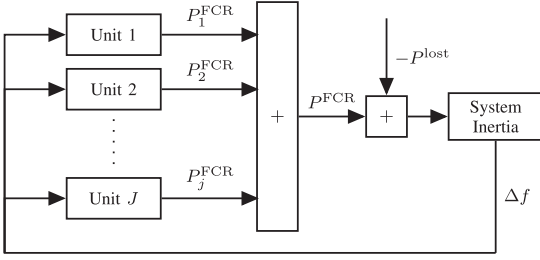 Unit 1
P_1^FCR
Unit 2
P_2^FCR
Unit J
P_j^FCR
+
P^FCR
−P^lost
+
System
Inertia
Δf